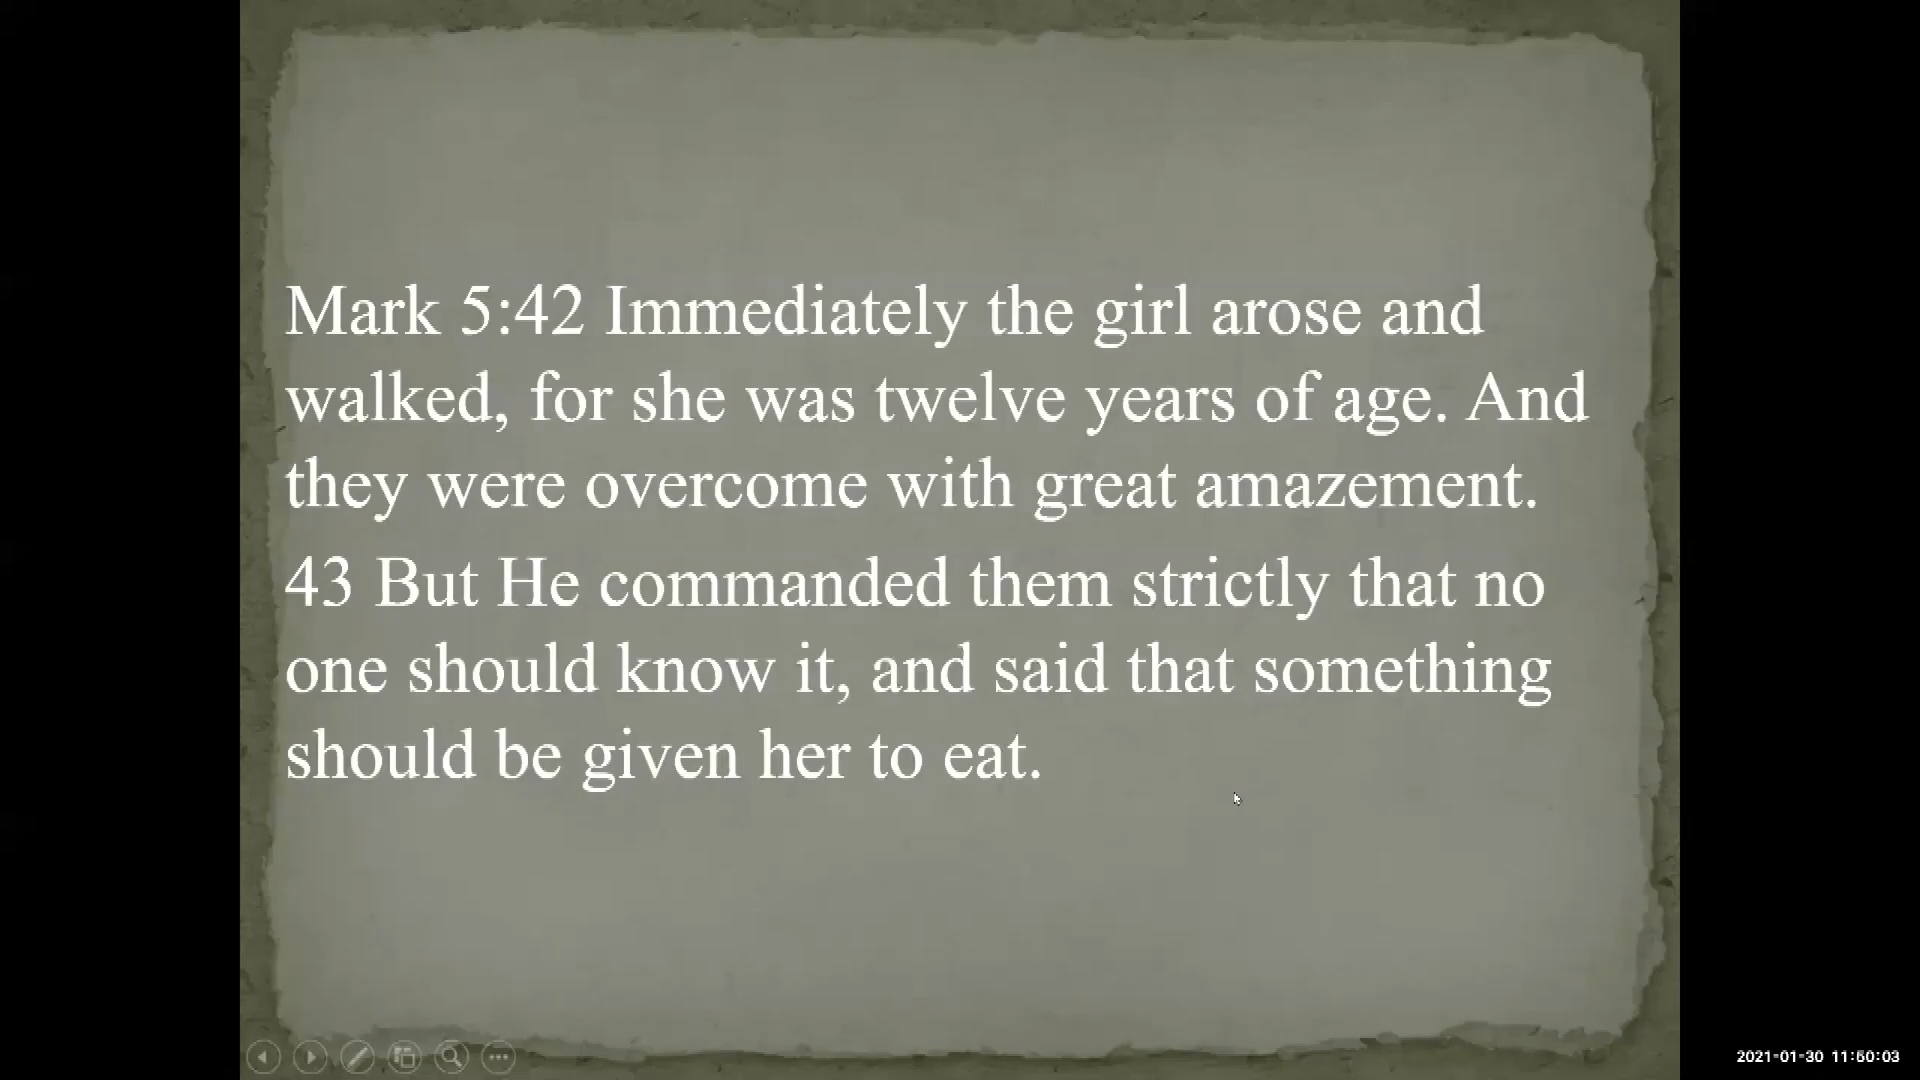 Mark 5:42 Immediately the girl arose and
walked, for she was twelve years of age. And
they were overcome with great amazement.
43 But He commanded them strictly that no
one should know it, and said that something
should be given her to eat.
2021-01-30 11:50:03